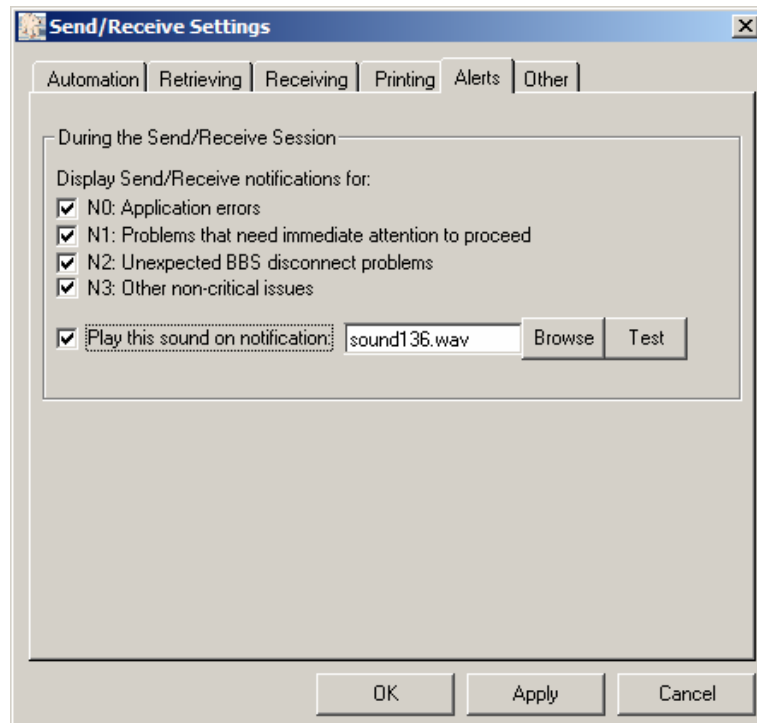 Send/Receive Settings
Automation Retrieving Receiving Printing Alerts Other
During the Send/Receive Session
Display Send/Receive notifications for:
N0: Application errors
N1: Problems that need immediate attention to proceed
N2: Unexpected BBS disconnect problems
N3: Other non-critical issues
Play this sound on notification: sound136.wav Browse Test
OK Apply Cancel